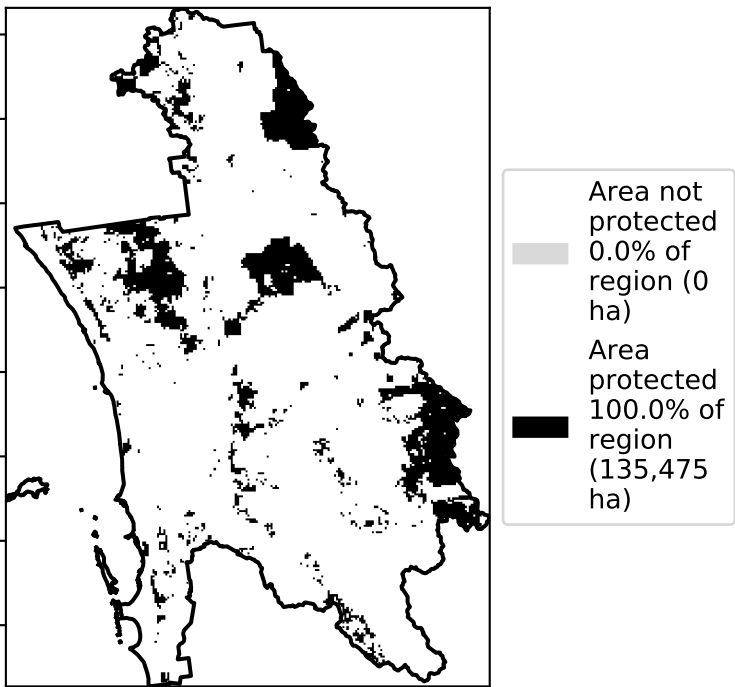 Area not
protected
0.0% of
region (0
ha)
Area
protected
100.0% of
region
(135,475
ha)